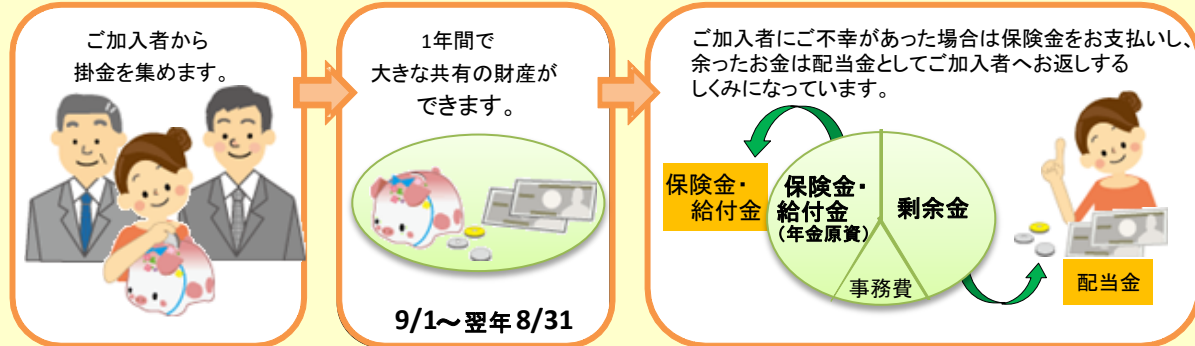 ご加入者から
掛金を集めます。
1年間で
大きな共有の財産が
できます。
9/1～翌年8/31
ご加入者にご不幸があった場合は保険金をお支払いし、
余ったお金は配当金としてご加入者へお返しする
しくみになっています。
保険金・
給付金
保険金・
給付金
（年金原資）
剰余金
事務費
配当金